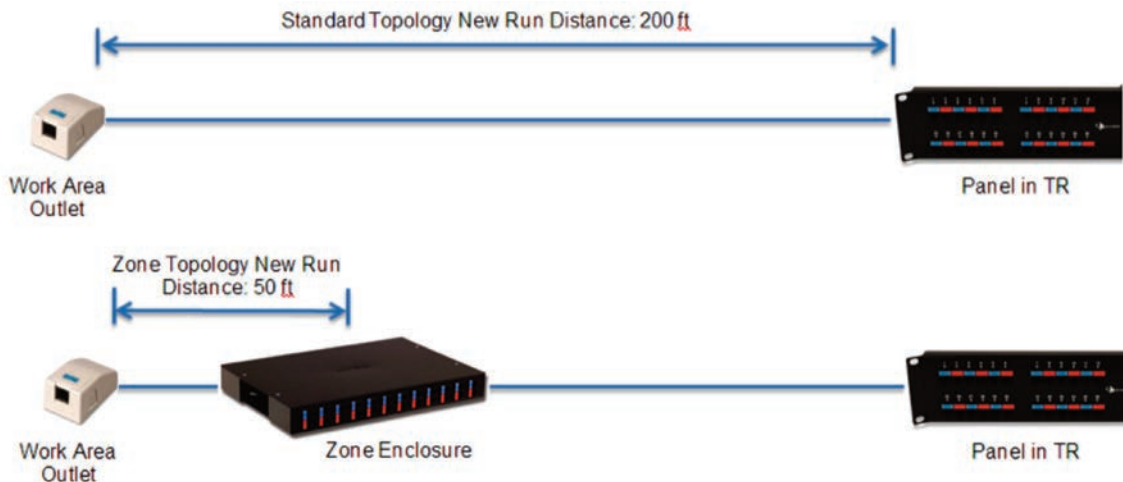 Standard Topology New Run Distance: 200 ft
Work Area
Outlet
Panel in TR
Zone Topology New Run
Distance: 50 ft
Work Area
Outlet
Zone Enclosure
Panel in TR